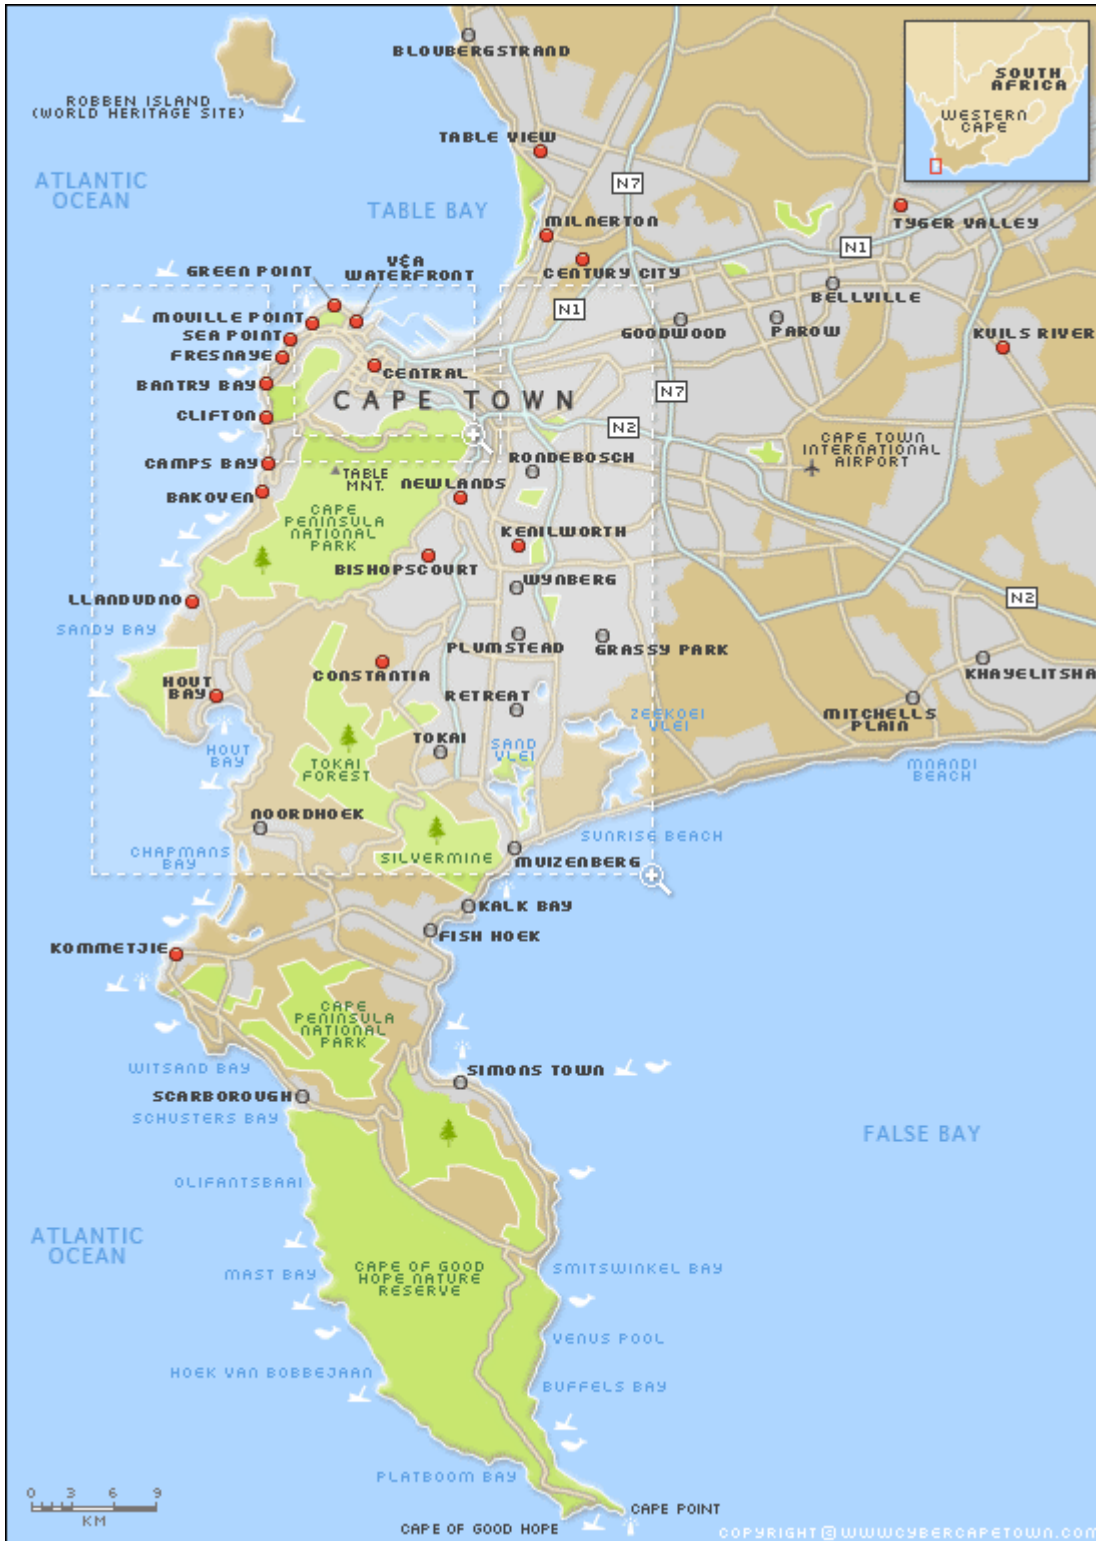 BLOUBERGSTRAND
ROBBEN ISLAND
(WORLD HERITAGE SITE)
SOUTH
AFRICA
WESTERN
CAPE
TABLE VIEW
ATLANTIC
OCEAN
TABLE BAY
N7
MILNERTON
TYGER VALLEY
N1
V&A
WATERFRONT
GREEN POINT
CENTURY CITY
BELLVILLE
N1
MOUILLE POINT
SEA POINT
GOODWOOD
PAROW
KUILS RIVER
FRESNAYE
CENTRAL
BANTRY BAY
CAPE TOWN
N7
CLIFTON
N2
CAPE TOWN
INTERNATIONAL
AIRPORT
CAMPS BAY
RONDEBOSCH
TABLE
MNT.
BAKOVEN
NEWLANDS
CAPE
PENINSULA
NATIONAL
PARK
KENILWORTH
BISHOPSCOURT
WYNBERG
LLANDUDNO
N2
SANDY BAY
PLUMSTEAD
GRASSY PARK
CONSTANTIA
KHAYELITSHA
HOUT
BAY
RETREAT
ZEEKOEI
VLEI
MITCHELLS
PLAIN
TOKAI
SAND
VLEI
HOUT
BAY
TOKAI
FOREST
MNANDI
BEACH
NOORDHOEK
SUNRISE BEACH
CHAPMANS
BAY
SILVERMINE
MUIZENBERG
KALK BAY
FISH HOEK
KOMMETJIE
CAPE
PENINSULA
NATIONAL
PARK
WITSAND BAY
SIMONS TOWN
SCARBOROUGH
SCHUSTERS BAY
FALSE BAY
OLIFANTSBAAI
ATLANTIC
OCEAN
CAPE OF GOOD
HOPE NATURE
RESERVE
SMITSWINKEL BAY
MAST BAY
VENUS POOL
HOEK VAN BOBBEJAAN
BUFFELS BAY
PLATBOOM BAY
0 3 6 9
KM
CAPE POINT
CAPE OF GOOD HOPE
COPYRIGHT © WWW.CYBERCAPETOWN.COM